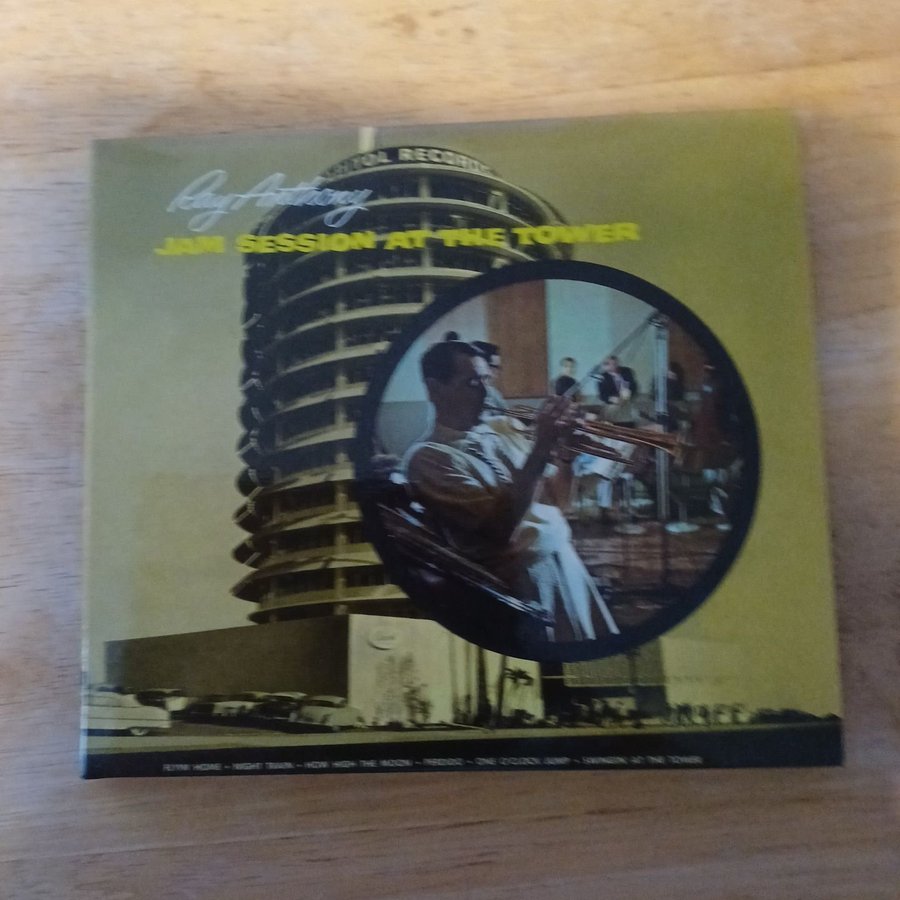 CAPITOL RECORDS
Ray Anthony
JAM SESSION AT THE TOWER
FLYIN' HOME – NIGHT TRAIN – HOW HIGH THE MOON – PERDIDO – ONE O'CLOCK JUMP – SWINGIN' AT THE TOWER